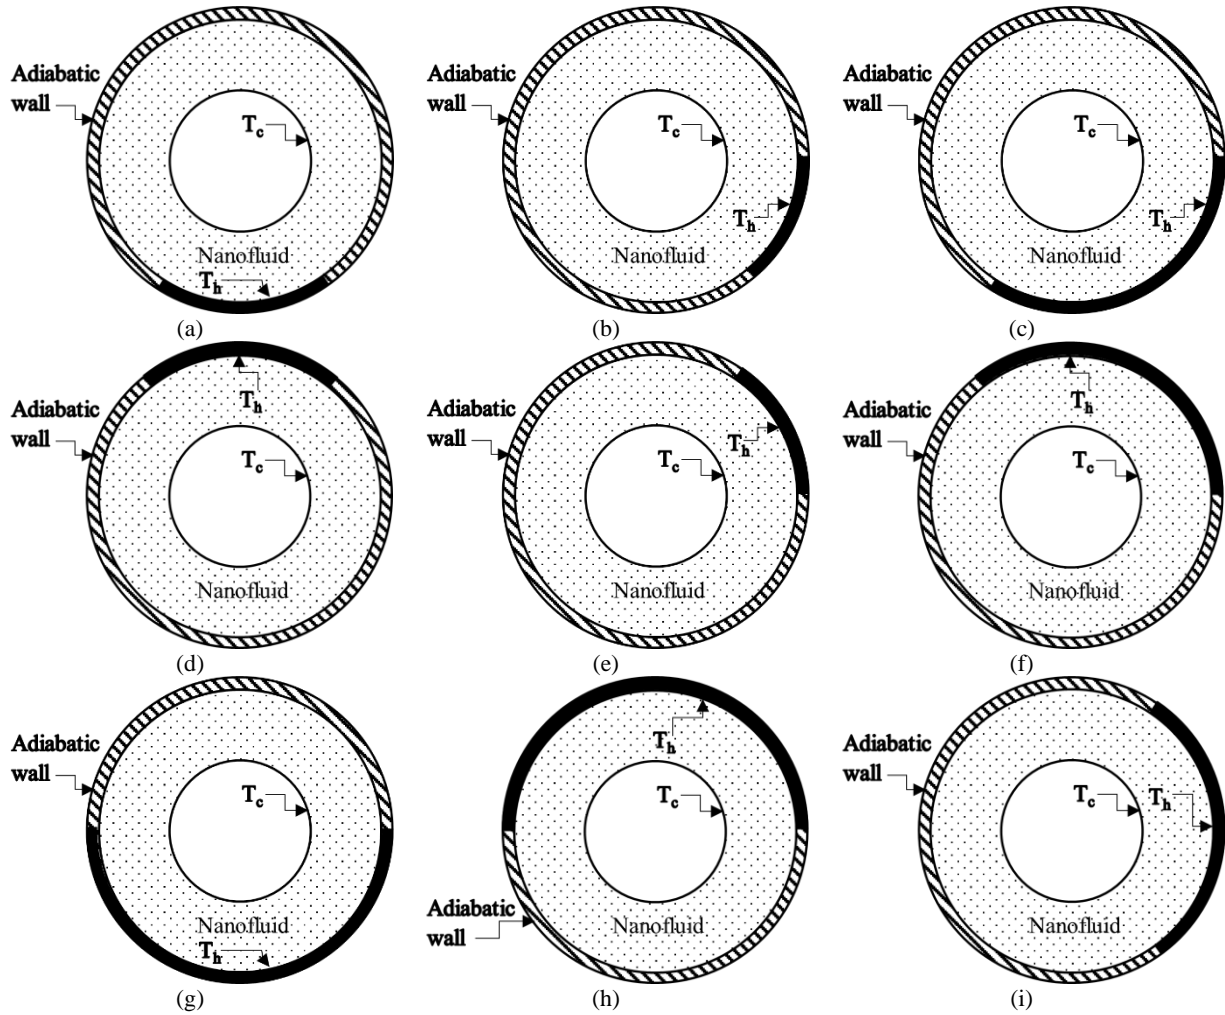 Adiabatic
wall
T_c
Nanofluid
T_h
(a)
Adiabatic
wall
T_c
T_h
Nanofluid
(b)
Adiabatic
wall
T_c
T_h
Nanofluid
(c)
T_h
Adiabatic
wall
T_c
Nanofluid
(d)
Adiabatic
wall
T_h
T_c
Nanofluid
(e)
T_h
Adiabatic
wall
T_c
Nanofluid
(f)
Adiabatic
wall
T_c
Nanofluid
T_h
(g)
T_h
T_c
Adiabatic
wall
Nanofluid
(h)
Adiabatic
wall
T_c
T_h
Nanofluid
(i)